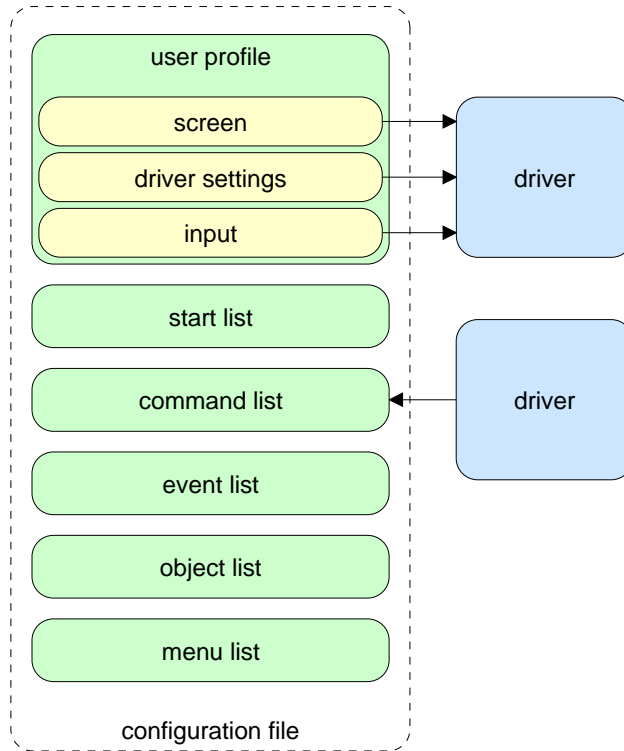 user profile
screen
driver settings
input
driver
start list
command list
driver
event list
object list
menu list
configuration file